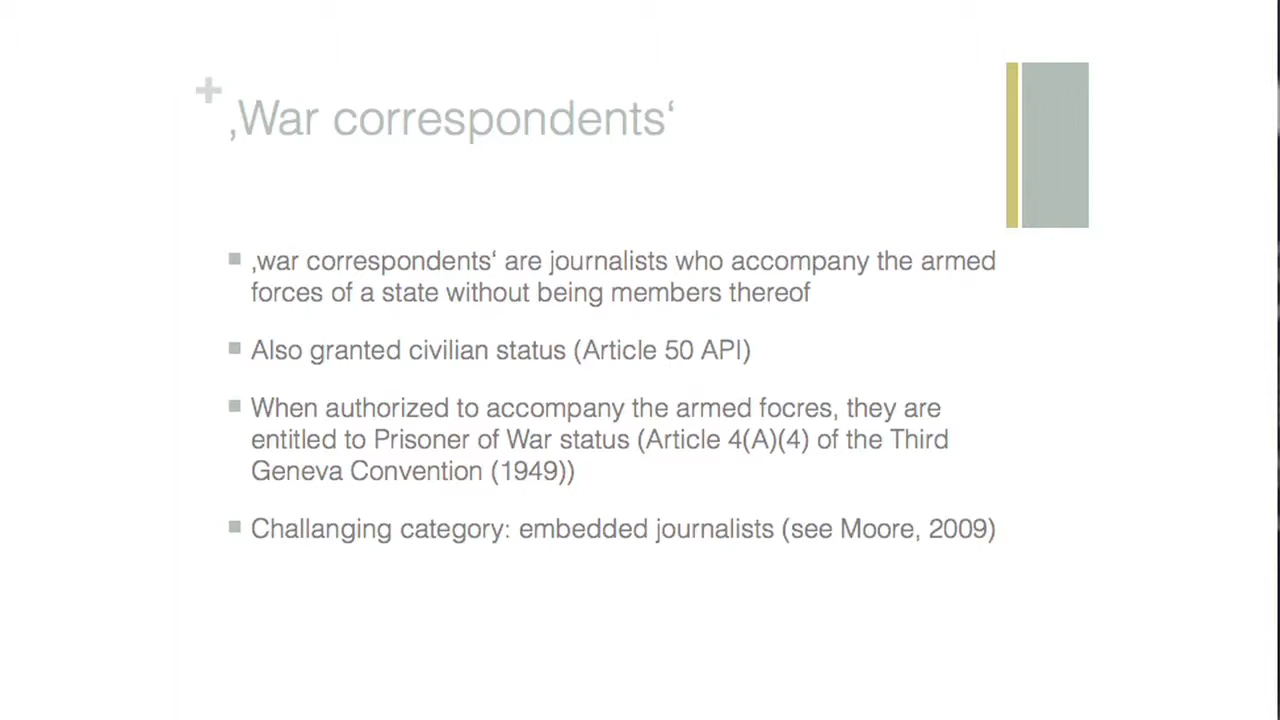 ‚War correspondents‘
‚war correspondents‘ are journalists who accompany the armed
forces of a state without being members thereof
Also granted civilian status (Article 50 API)
When authorized to accompany the armed focres, they are
entitled to Prisoner of War status (Article 4(A)(4) of the Third
Geneva Convention (1949))
Challanging category: embedded journalists (see Moore, 2009)